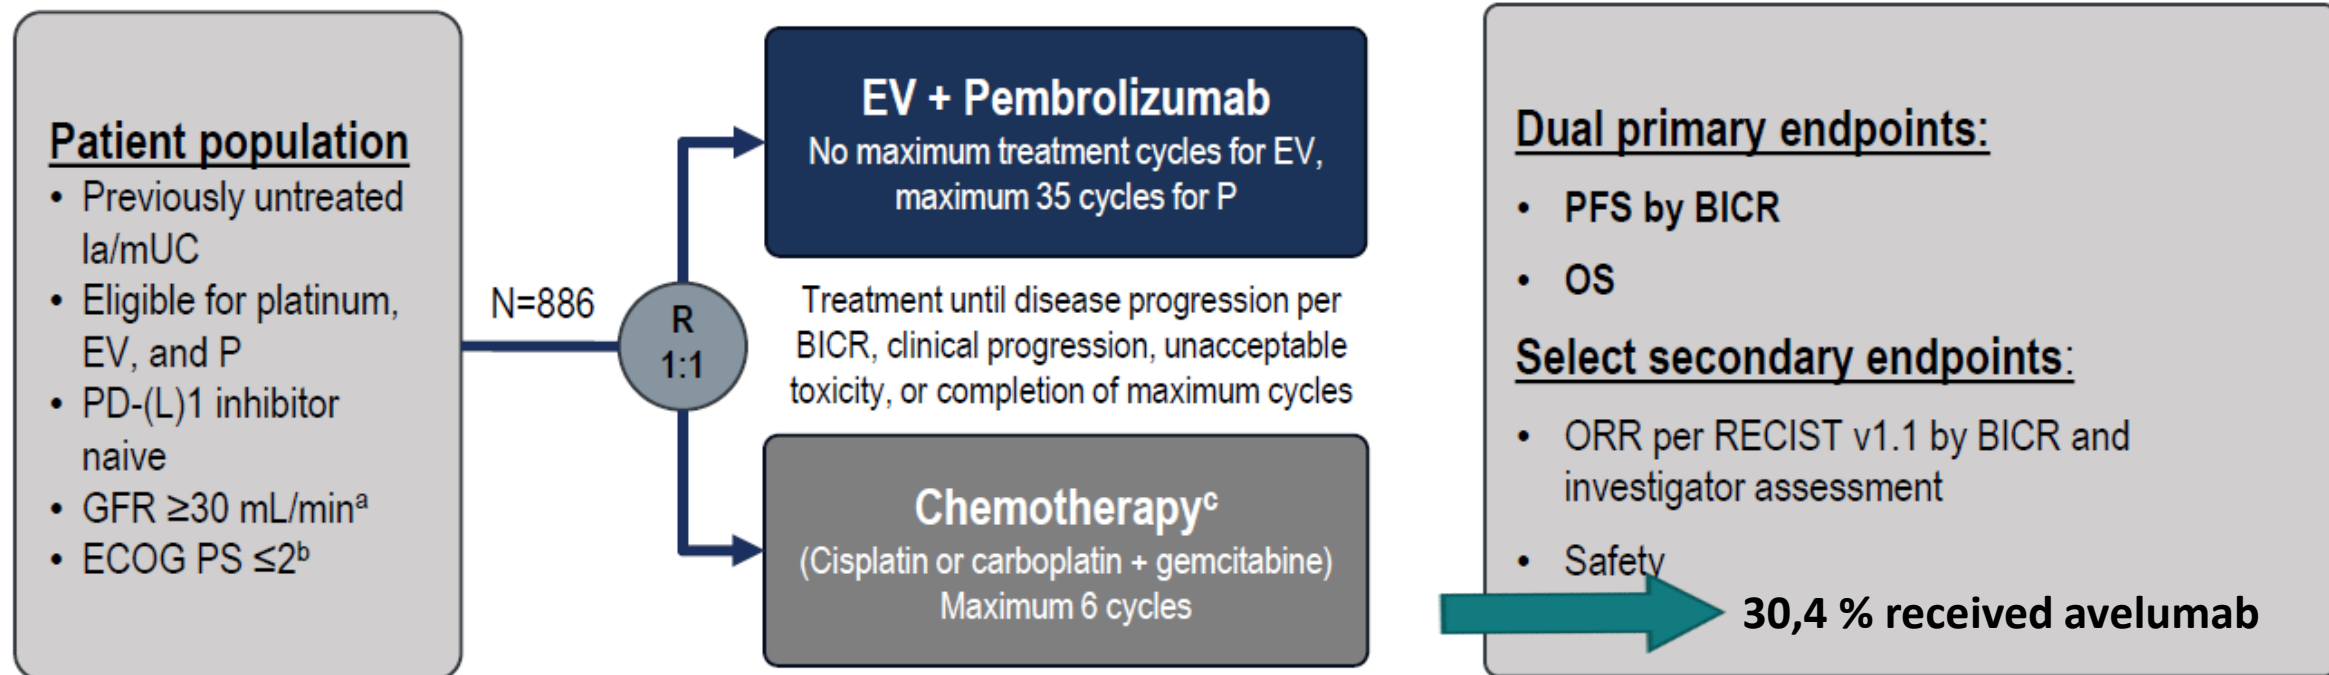 Patient population
• Previously untreated
la/mUC
• Eligible for platinum,
EV, and P
• PD-(L)1 inhibitor
naive
• GFR ≥30 mL/minᵃ
• ECOG PS ≤2ᵇ
N=886
R
1:1
EV + Pembrolizumab
No maximum treatment cycles for EV,
maximum 35 cycles for P
Treatment until disease progression per
BICR, clinical progression, unacceptable
toxicity, or completion of maximum cycles
Chemotherapyᶜ
(Cisplatin or carboplatin + gemcitabine)
Maximum 6 cycles
Dual primary endpoints:
• PFS by BICR
• OS
Select secondary endpoints:
• ORR per RECIST v1.1 by BICR and
investigator assessment
• Safety
30,4 % received avelumab